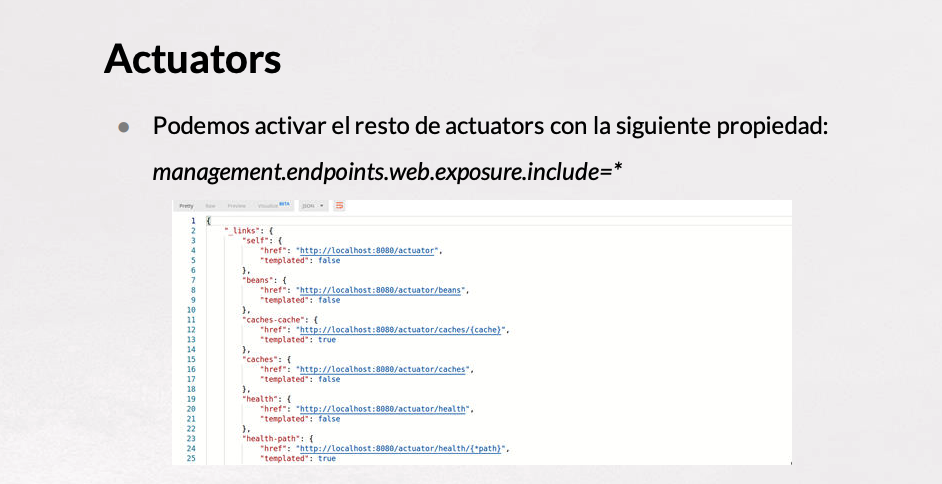 Actuators
● Podemos activar el resto de actuators con la siguiente propiedad:
management.endpoints.web.exposure.include=*
Pretty Raw Preview Visualize BETA JSON
1 {
2 "_links": {
3 "self": {
4 "href": "http://localhost:8080/actuator",
5 "templated": false
6 },
7 "beans": {
8 "href": "http://localhost:8080/actuator/beans",
9 "templated": false
10 },
11 "caches-cache": {
12 "href": "http://localhost:8080/actuator/caches/{cache}",
13 "templated": true
14 },
15 "caches": {
16 "href": "http://localhost:8080/actuator/caches",
17 "templated": false
18 },
19 "health": {
20 "href": "http://localhost:8080/actuator/health",
21 "templated": false
22 },
23 "health-path": {
24 "href": "http://localhost:8080/actuator/health/{*path}",
25 "templated": true